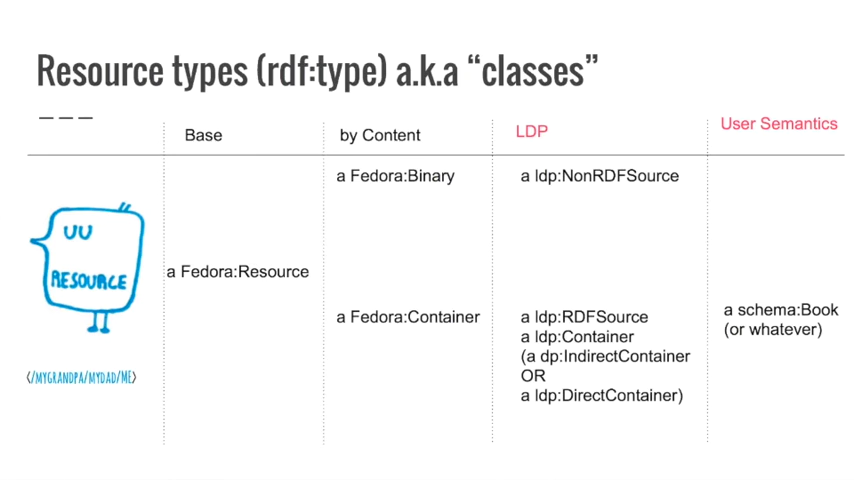 Resource types (rdf:type) a.k.a “classes”
Base
by Content
LDP
User Semantics
a Fedora:Binary
a ldp:NonRDFSource
UU
RESOURCE
a Fedora:Resource
a Fedora:Container
a ldp:RDFSource
a ldp:Container
(a dp:IndirectContainer
OR
a ldp:DirectContainer)
a schema:Book
(or whatever)
</MYGRANDPA/MYDAD/ME>